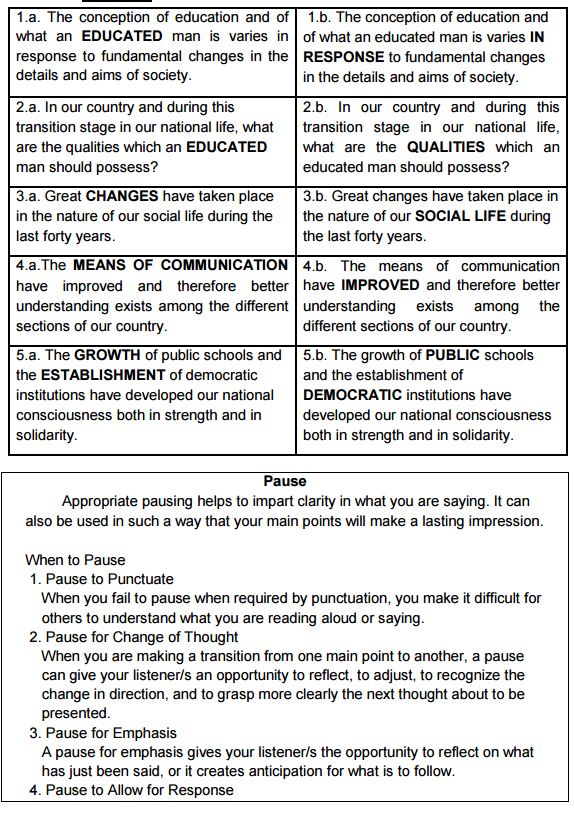 1.a. The conception of education and of
what an EDUCATED man is varies in
response to fundamental changes in the
details and aims of society.
1.b. The conception of education and
of what an educated man is varies IN
RESPONSE to fundamental changes
in the details and aims of society.
2.a. In our country and during this
transition stage in our national life, what
are the qualities which an EDUCATED
man should possess?
2.b. In our country and during this
transition stage in our national life,
what are the QUALITIES which an
educated man should possess?
3.a. Great CHANGES have taken place
in the nature of our social life during the
last forty years.
3.b. Great changes have taken place in
the nature of our SOCIAL LIFE during
the last forty years.
4.a.The MEANS OF COMMUNICATION
have improved and therefore better
understanding exists among the different
sections of our country.
4.b. The means of communication
have IMPROVED and therefore better
understanding exists among the
different sections of our country.
5.a. The GROWTH of public schools and
the ESTABLISHMENT of democratic
institutions have developed our national
consciousness both in strength and in
solidarity.
5.b. The growth of PUBLIC schools
and the establishment of
DEMOCRATIC institutions have
developed our national consciousness
both in strength and in solidarity.
Pause
Appropriate pausing helps to impart clarity in what you are saying. It can
also be used in such a way that your main points will make a lasting impression.
When to Pause
1. Pause to Punctuate
When you fail to pause when required by punctuation, you make it difficult for
others to understand what you are reading aloud or saying.
2. Pause for Change of Thought
When you are making a transition from one main point to another, a pause
can give your listener/s an opportunity to reflect, to adjust, to recognize the
change in direction, and to grasp more clearly the next thought about to be
presented.
3. Pause for Emphasis
A pause for emphasis gives your listener/s the opportunity to reflect on what
has just been said, or it creates anticipation for what is to follow.
4. Pause to Allow for Response